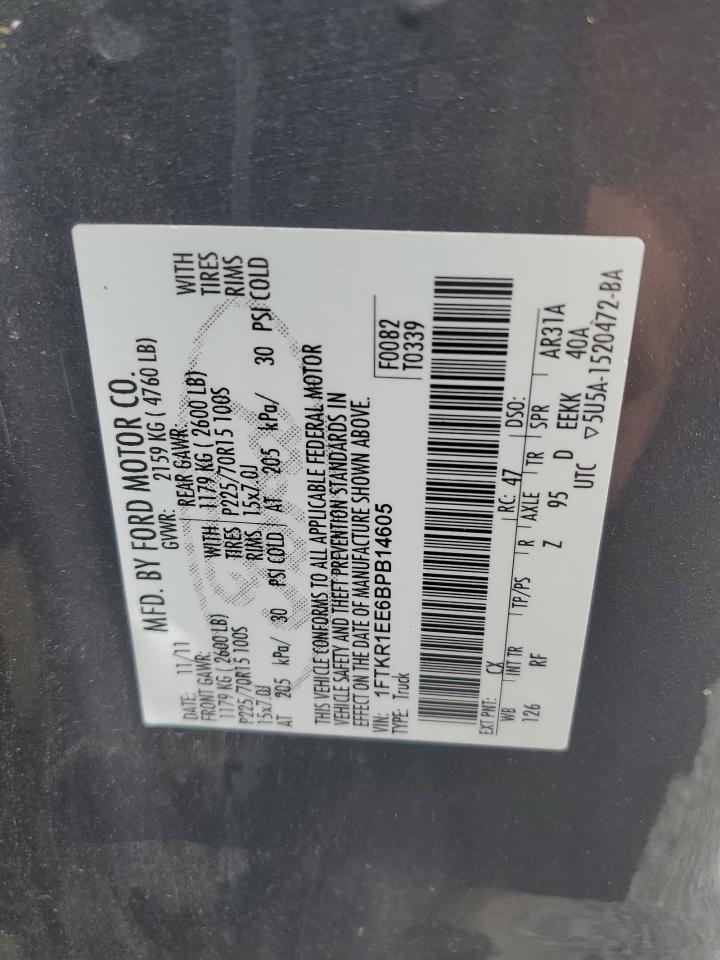 MFD. BY FORD MOTOR CO.
DATE: 11/11 GVWR: 2159 KG ( 4760 LB)
FRONT GAWR: REAR GAWR:
1179 KG ( 2600 LB) WITH 1179 KG ( 2600 LB) WITH
P225/70R15 100S TIRES P225/70R15 100S TIRES
15x7.0J RIMS 15x7.0J RIMS
AT 205 kPa/ 30 PSI COLD AT 205 kPa/ 30 PSI COLD
THIS VEHICLE CONFORMS TO ALL APPLICABLE FEDERAL MOTOR
VEHICLE SAFETY AND THEFT PREVENTION STANDARDS IN
EFFECT ON THE DATE OF MANUFACTURE SHOWN ABOVE.
VIN: 1FTKR1EE6BPB14605 F0082
TYPE: Truck T0339
EXT PNT: CX RC: 47 DSO:
WB INT TR TP/PS R AXLE TR SPR AR31A
126 RF Z 95 D EEKK 40A
UTC ▽5U5A-1520472-BA